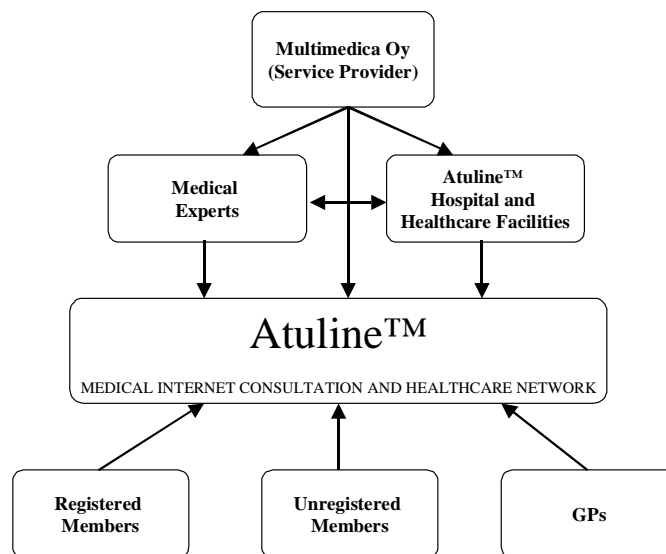 Multimedica Oy
(Service Provider)
Medical
Experts
Atuline™
Hospital and
Healthcare Facilities
Atuline™
MEDICAL INTERNET CONSULTATION AND HEALTHCARE NETWORK
Registered
Members
Unregistered
Members
GPs